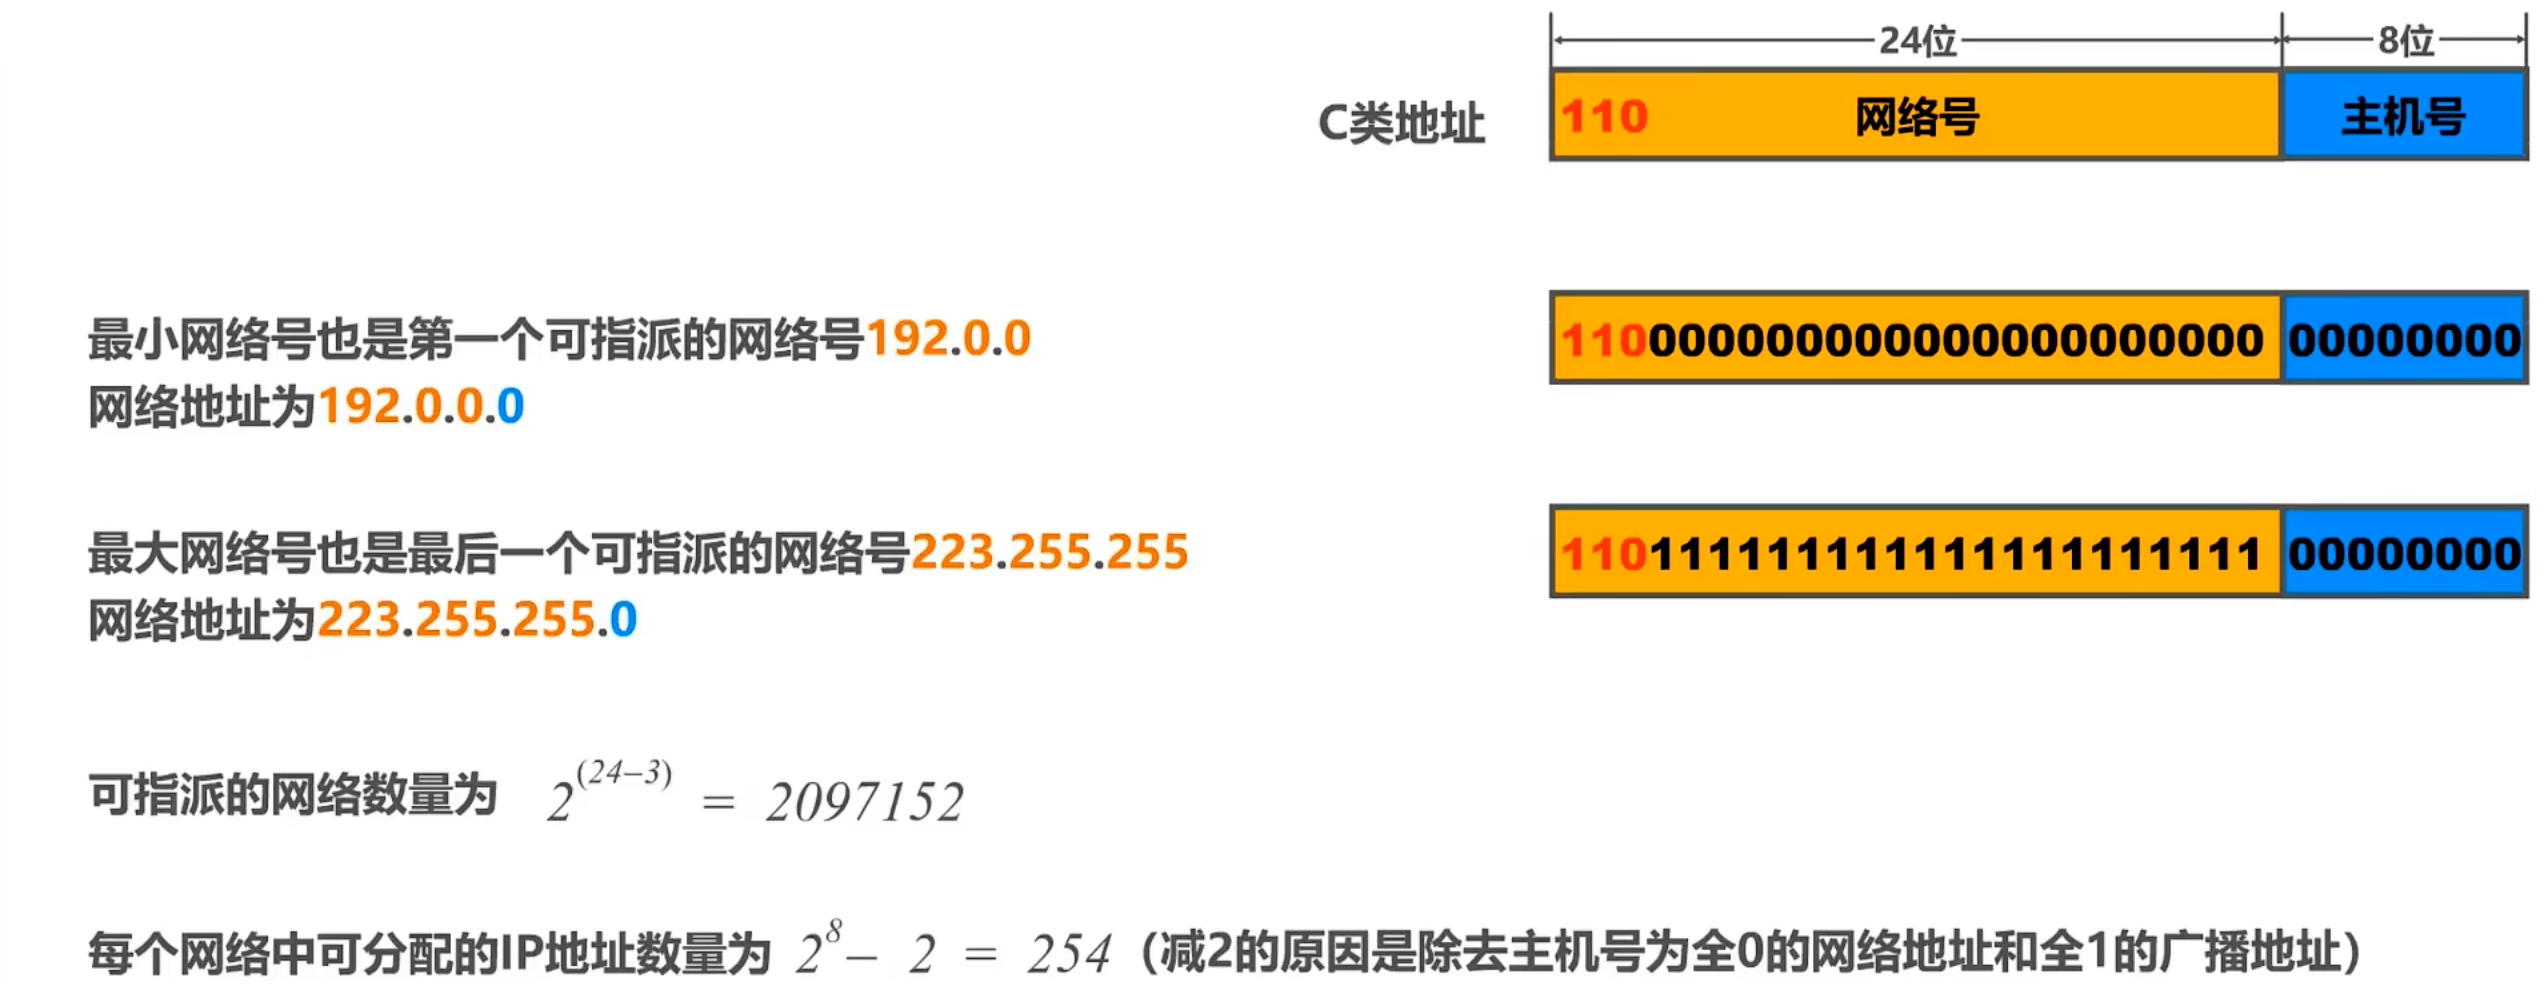 24位 8位
C类地址 110 网络号 主机号
最小网络号也是第一个可指派的网络号192.0.0
网络地址为192.0.0.0
110000000000000000000000 00000000
最大网络号也是最后一个可指派的网络号223.255.255
网络地址为223.255.255.0
110111111111111111111111 00000000
可指派的网络数量为 2^(24–3) = 2097152
每个网络中可分配的IP地址数量为 2^8 – 2 = 254（减2的原因是除去主机号为全0的网络地址和全1的广播地址）